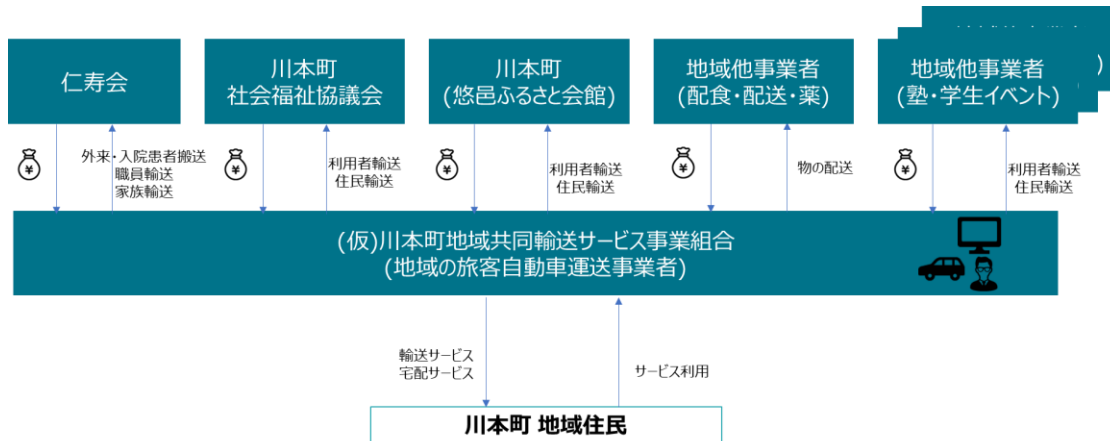 仁寿会
川本町
社会福祉協議会
川本町
(悠邑ふるさと会館)
地域他事業者
(配食・配送・薬)
地域他事業者
(塾・学生イベント)
)
¥
外来・入院患者搬送
職員輸送
家族輸送
¥
利用者輸送
住民輸送
¥
利用者輸送
住民輸送
¥
物の配送
¥
利用者輸送
住民輸送
(仮)川本町地域共同輸送サービス事業組合
(地域の旅客自動車運送事業者)
輸送サービス
宅配サービス
サービス利用
川本町 地域住民